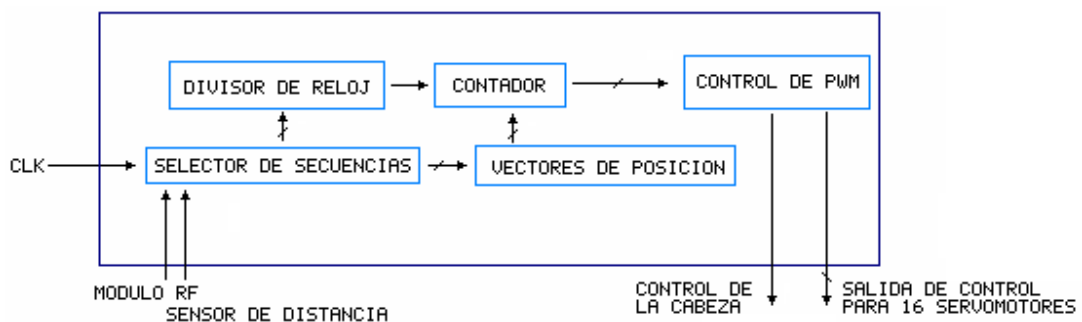 DIVISOR DE RELOJ
CONTADOR
CONTROL DE PWM
CLK
SELECTOR DE SECUENCIAS
VECTORES DE POSICION
MODULO RF
SENSOR DE DISTANCIA
CONTROL DE
LA CABEZA
SALIDA DE CONTROL
PARA 16 SERVOMOTORES